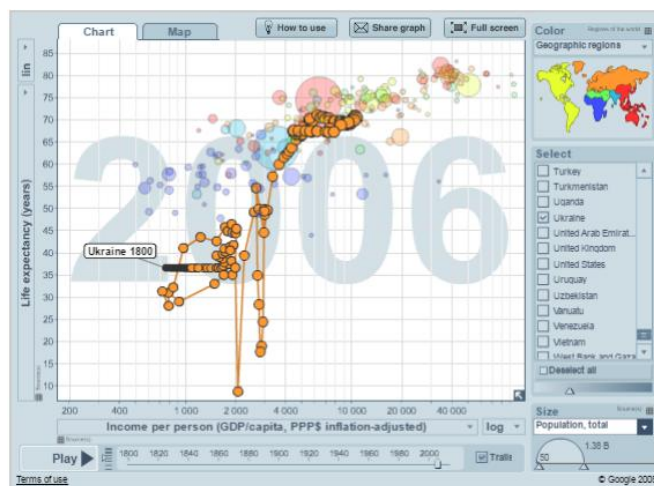 Chart
Map
How to use
Share graph
Full screen
Color
Geographic regions
lin
Life expectancy (years)
85
80
75
70
65
60
55
50
45
40
35
30
25
20
15
10
2006
Ukraine 1800
200
400
1 000
2 000
4 000
10 000
20 000
40 000
Income per person (GDP/capita, PPP$ inflation-adjusted)
log
Select
Turkey
Turkmenistan
Uganda
Ukraine
United Arab Emirat...
United Kingdom
United States
Uruguay
Uzbekistan
Vanuatu
Venezuela
Vietnam
West Bank and Gaza
Deselect all
Size
Population, total
1.38 B
50
Play
1800
1820
1840
1860
1880
1900
1920
1940
1960
1980
2000
Trails
Terms of use